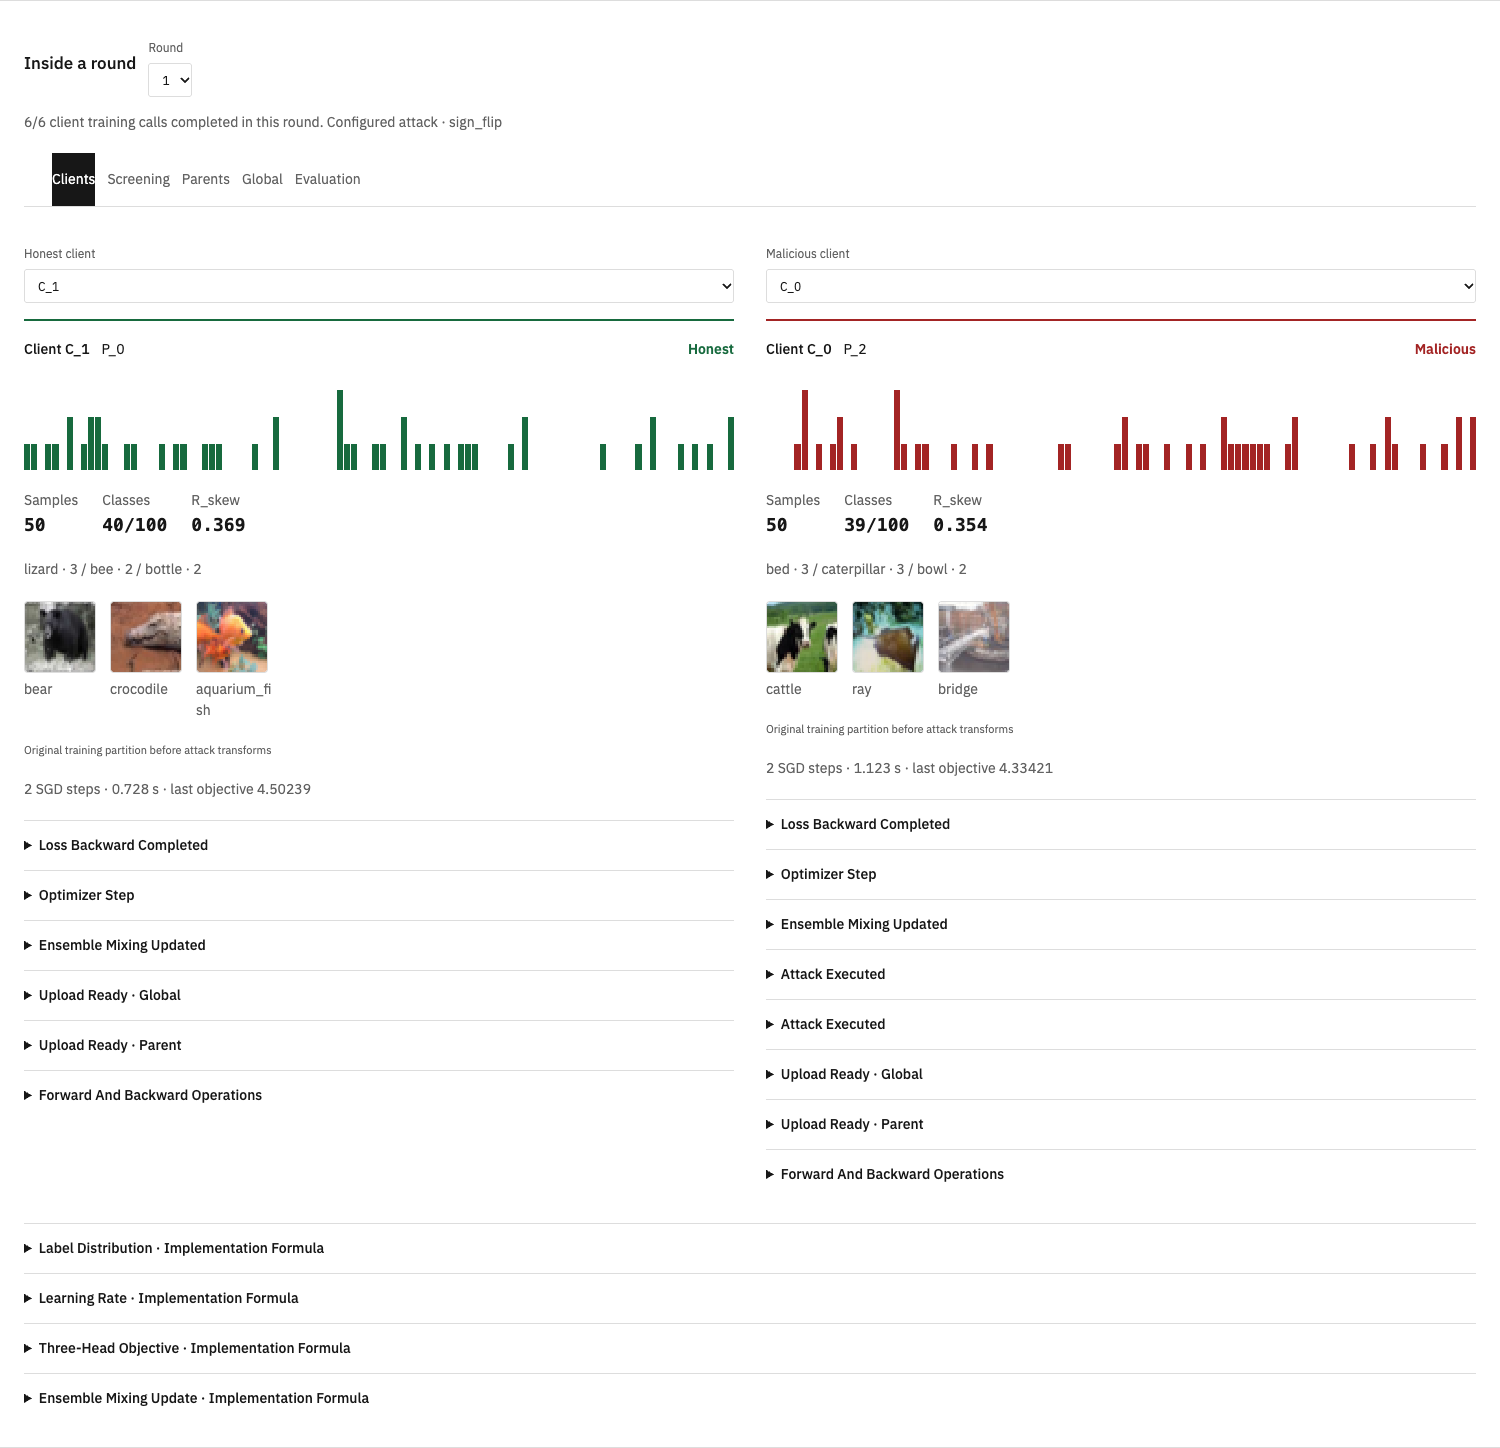 Inside a round
Round
1
6/6 client training calls completed in this round. Configured attack · sign_flip
Clients Screening Parents Global Evaluation
Honest client
C_1
Client C_1 P_0 Honest
Samples Classes R_skew
50 40/100 0.369
lizard · 3 / bee · 2 / bottle · 2
bear crocodile aquarium_fi
sh
Original training partition before attack transforms
2 SGD steps · 0.728 s · last objective 4.50239
Loss Backward Completed
Optimizer Step
Ensemble Mixing Updated
Upload Ready · Global
Upload Ready · Parent
Forward And Backward Operations
Malicious client
C_0
Client C_0 P_2 Malicious
Samples Classes R_skew
50 39/100 0.354
bed · 3 / caterpillar · 3 / bowl · 2
cattle ray bridge
Original training partition before attack transforms
2 SGD steps · 1.123 s · last objective 4.33421
Loss Backward Completed
Optimizer Step
Ensemble Mixing Updated
Attack Executed
Attack Executed
Upload Ready · Global
Upload Ready · Parent
Forward And Backward Operations
Label Distribution · Implementation Formula
Learning Rate · Implementation Formula
Three-Head Objective · Implementation Formula
Ensemble Mixing Update · Implementation Formula